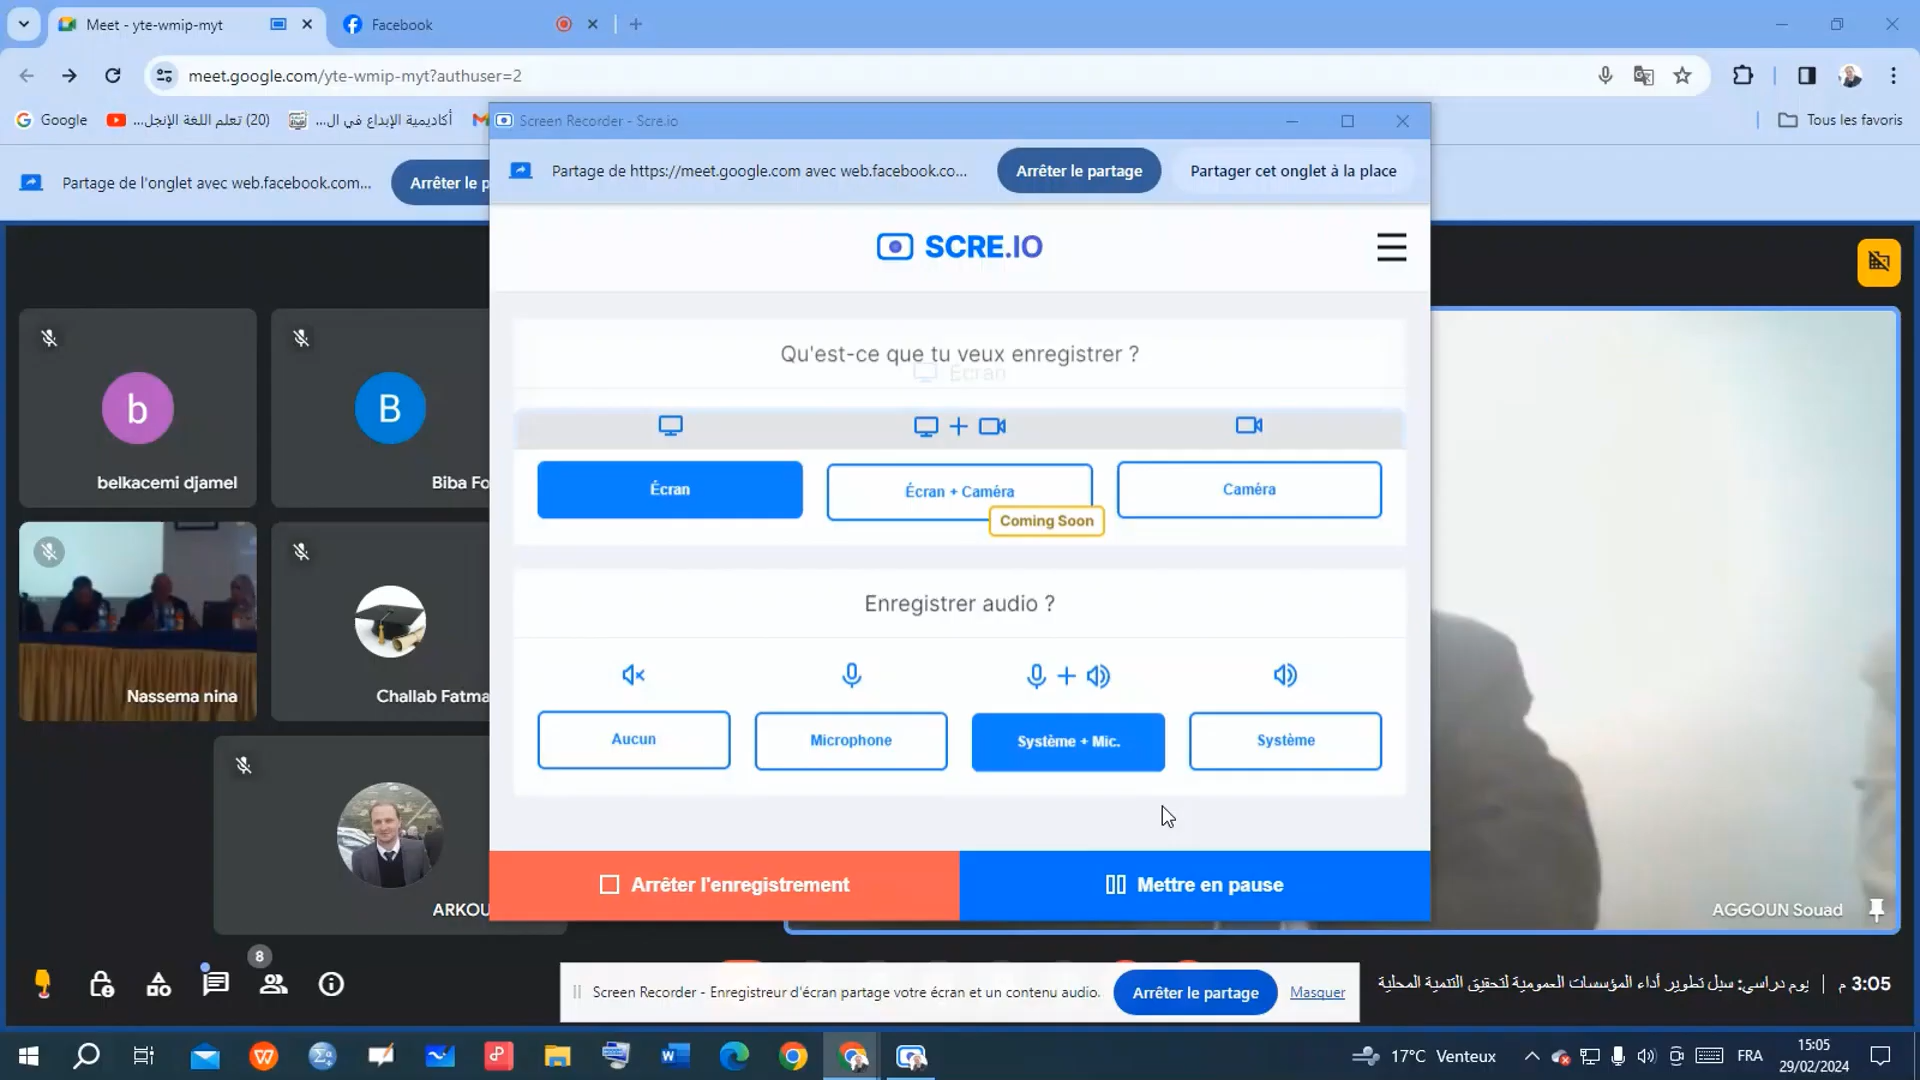 Meet - yte-wmip-myt
Facebook
meet.google.com/yte-wmip-myt?authuser=2
Google
(20) تعلم اللغة الإنجل...
أكاديمية الإبداع في ال...
Tous les favoris
Screen Recorder - Scre.io
Partage de l'onglet avec web.facebook.com...
Arrêter le p
Partage de https://meet.google.com avec web.facebook.co...
Arrêter le partage
Partager cet onglet à la place
SCRE.IO
Qu'est-ce que tu veux enregistrer ?
Écran
Écran
Écran + Caméra
Caméra
Coming Soon
Enregistrer audio ?
Aucun
Microphone
Système + Mic.
Système
Arrêter l'enregistrement
Mettre en pause
b
belkacemi djamel
B
Biba Fo
Nassema nina
Challab Fatma
ARKOU
AGGOUN Souad
8
Screen Recorder - Enregistreur d'écran partage votre écran et un contenu audio.
Arrêter le partage
Masquer
3:05 م | يوم دراسي: سبل تطوير أداء المؤسسات العمومية لتحقيق التنمية المحلية
17°C Venteux
FRA
15:05
29/02/2024